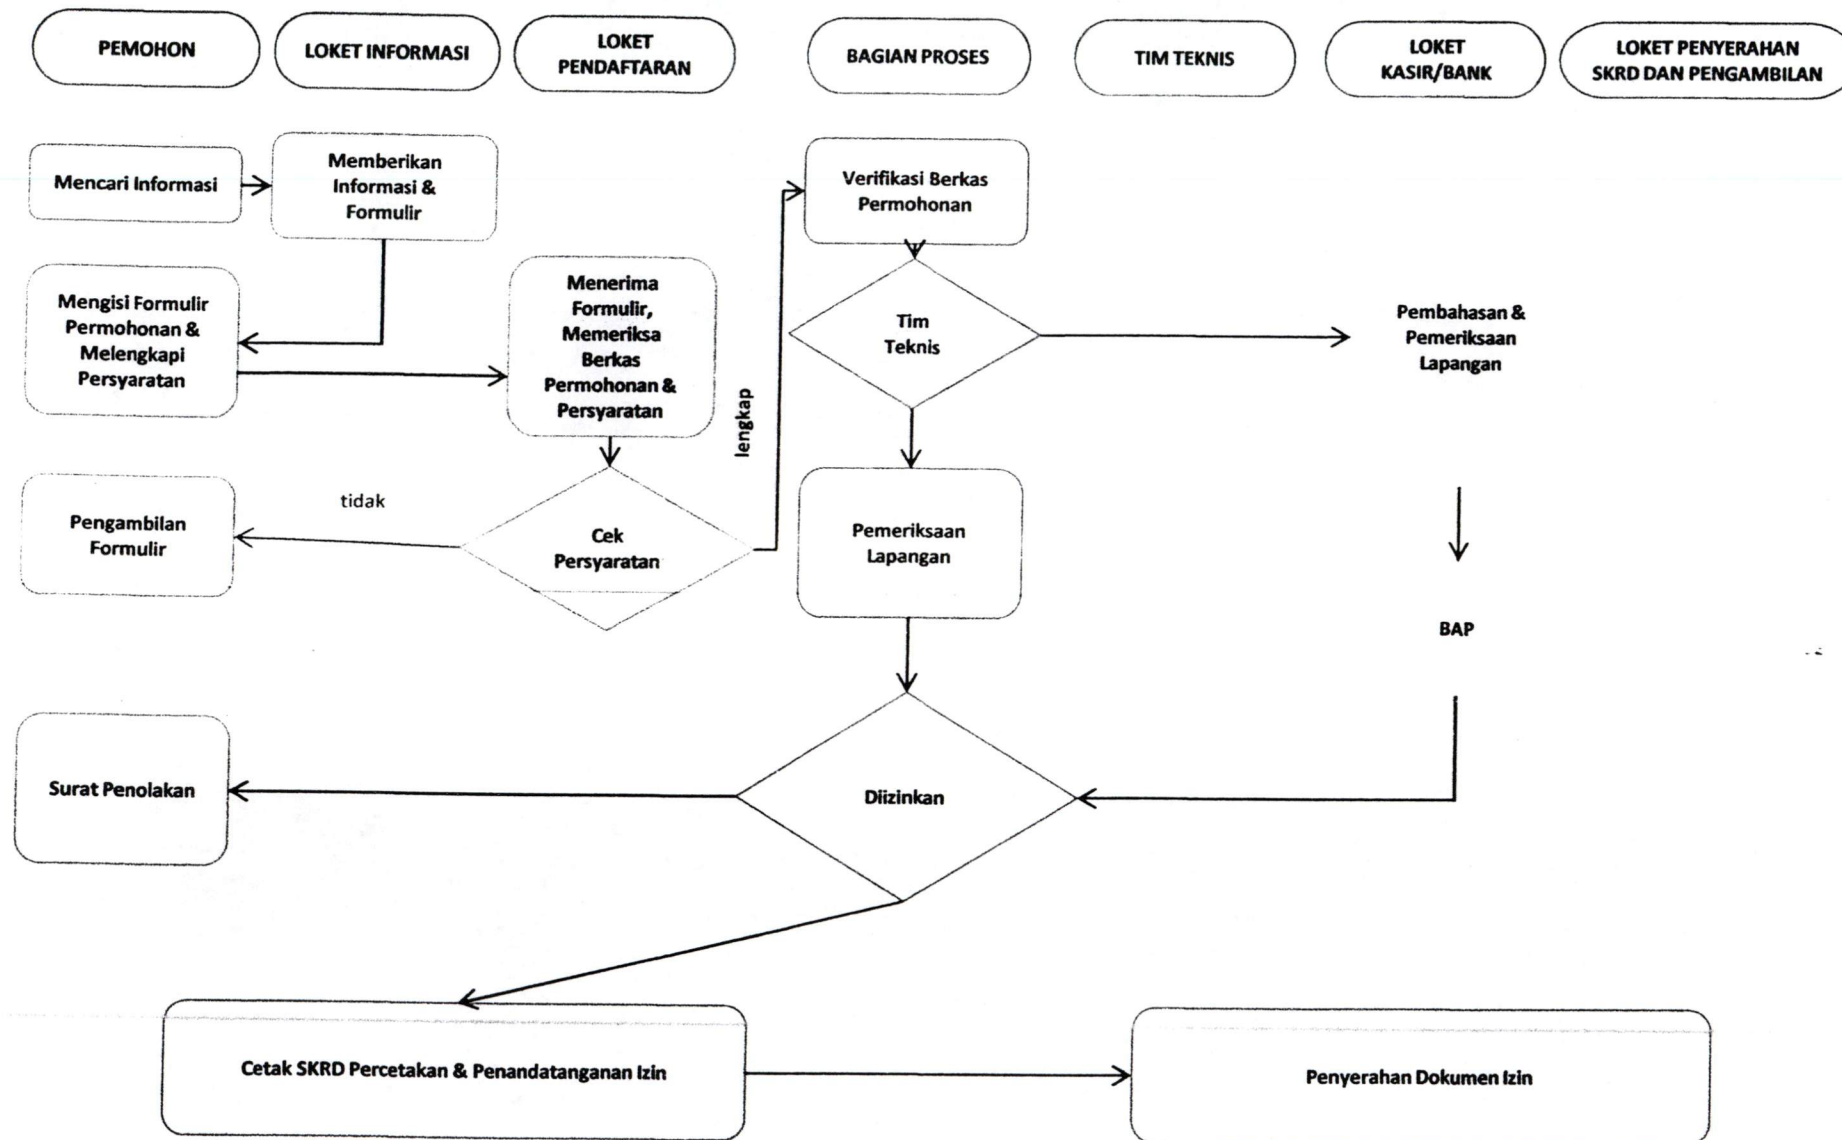 PEMOHON
LOKET INFORMASI
LOKET
PENDAFTARAN
BAGIAN PROSES
TIM TEKNIS
LOKET
KASIR/BANK
LOKET PENYERAHAN
SKRD DAN PENGAMBILAN
Mencari Informasi
Memberikan
Informasi &
Formulir
Verifikasi Berkas
Permohonan
Mengisi Formulir
Permohonan &
Melengkapi
Persyaratan
Menerima
Formulir,
Memeriksa
Berkas
Permohonan &
Persyaratan
lengkap
Tim
Teknis
Pembahasan &
Pemeriksaan
Lapangan
Pengambilan
Formulir
tidak
Cek
Persyaratan
Pemeriksaan
Lapangan
BAP
Surat Penolakan
Diizinkan
Cetak SKRD Percetakan & Penandatanganan Izin
Penyerahan Dokumen Izin